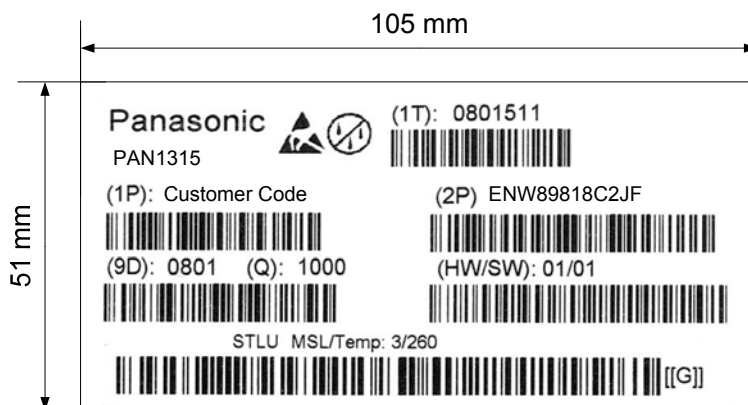 105 mm
51 mm
Panasonic
PAN1315
(1T): 0801511
(1P): Customer Code
(2P) ENW89818C2JF
(9D): 0801 (Q): 1000
(HW/SW): 01/01
STLU MSL/Temp: 3/260
[[G]]